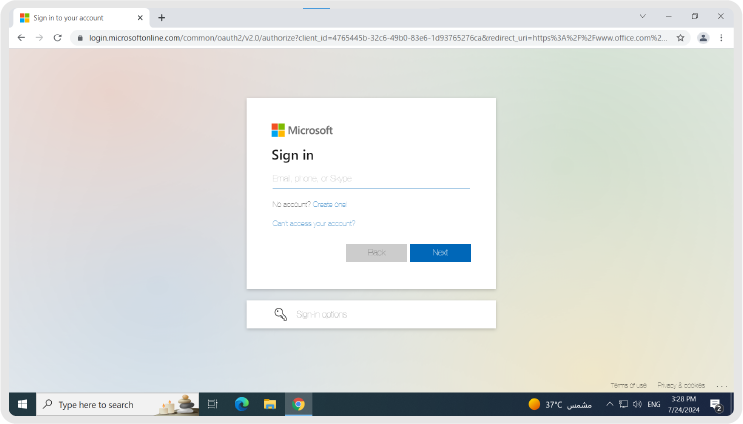 Sign in to your account
login.microsoftonline.com/common/oauth2/v2.0/authorize?client_id=4765445b-32c6-49b0-83e6-1d93765276ca&redirect_uri=https%3A%2F%2Fwww.office.com%2...
Microsoft
Sign in
Email, phone, or Skype
No account? Create one!
Can't access your account?
Back Next
Sign-in options
Terms of use Privacy & cookies ...
Type here to search
37°C مشمس ENG
3:28 PM
7/24/2024
2